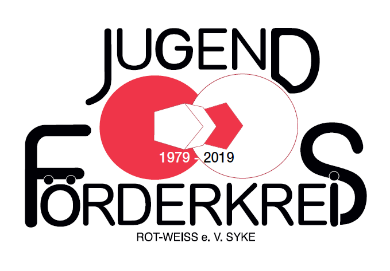 JUGEND
1979 - 2019
FÖRDERKREIS
ROT-WEISS e. V. SYKE